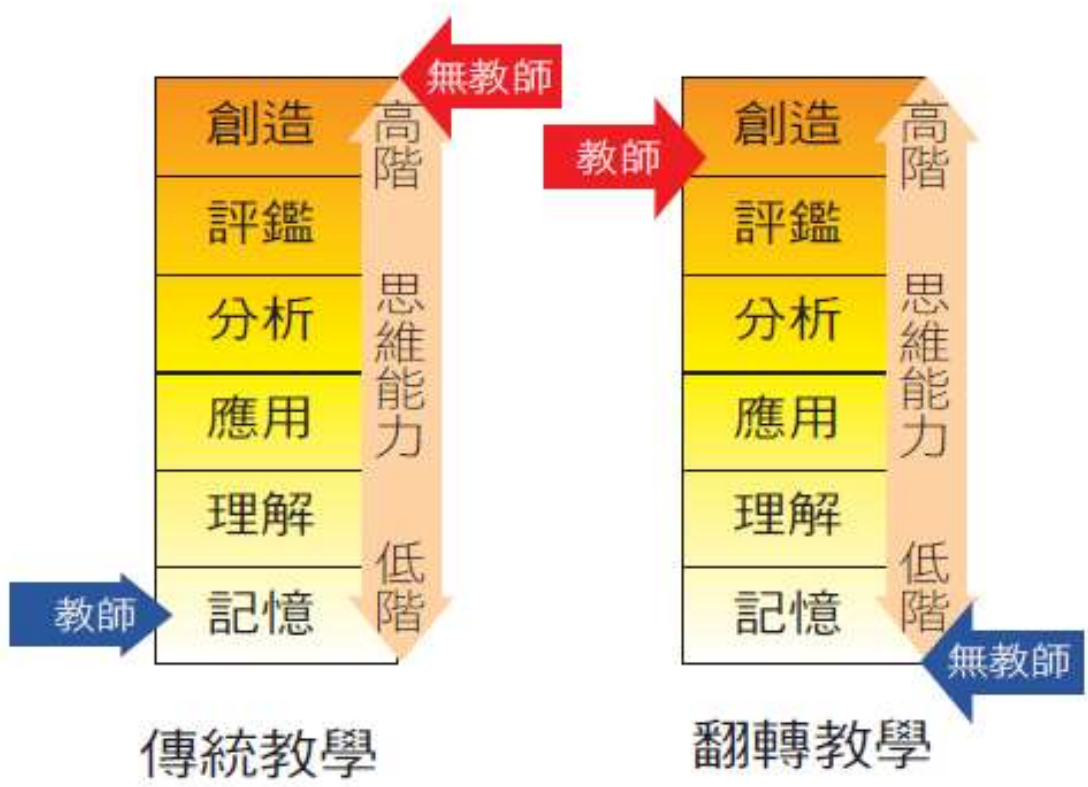 無教師
創造
評鑑
分析
應用
理解
記憶
高階
思維能力
低階
教師
傳統教學
教師
創造
評鑑
分析
應用
理解
記憶
高階
思維能力
低階
無教師
翻轉教學